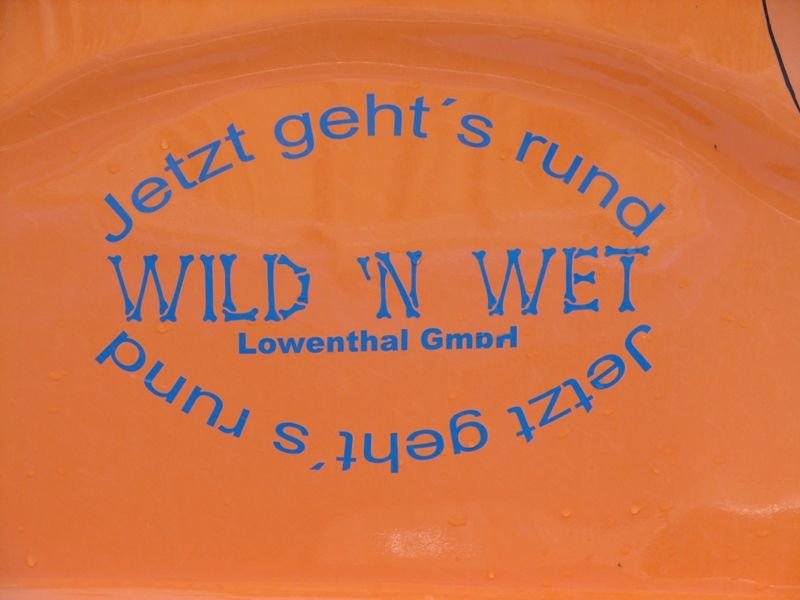 Jetzt geht´s rund
WILD 'N WET
Lowenthal GmbH
Jetzt geht´s rund